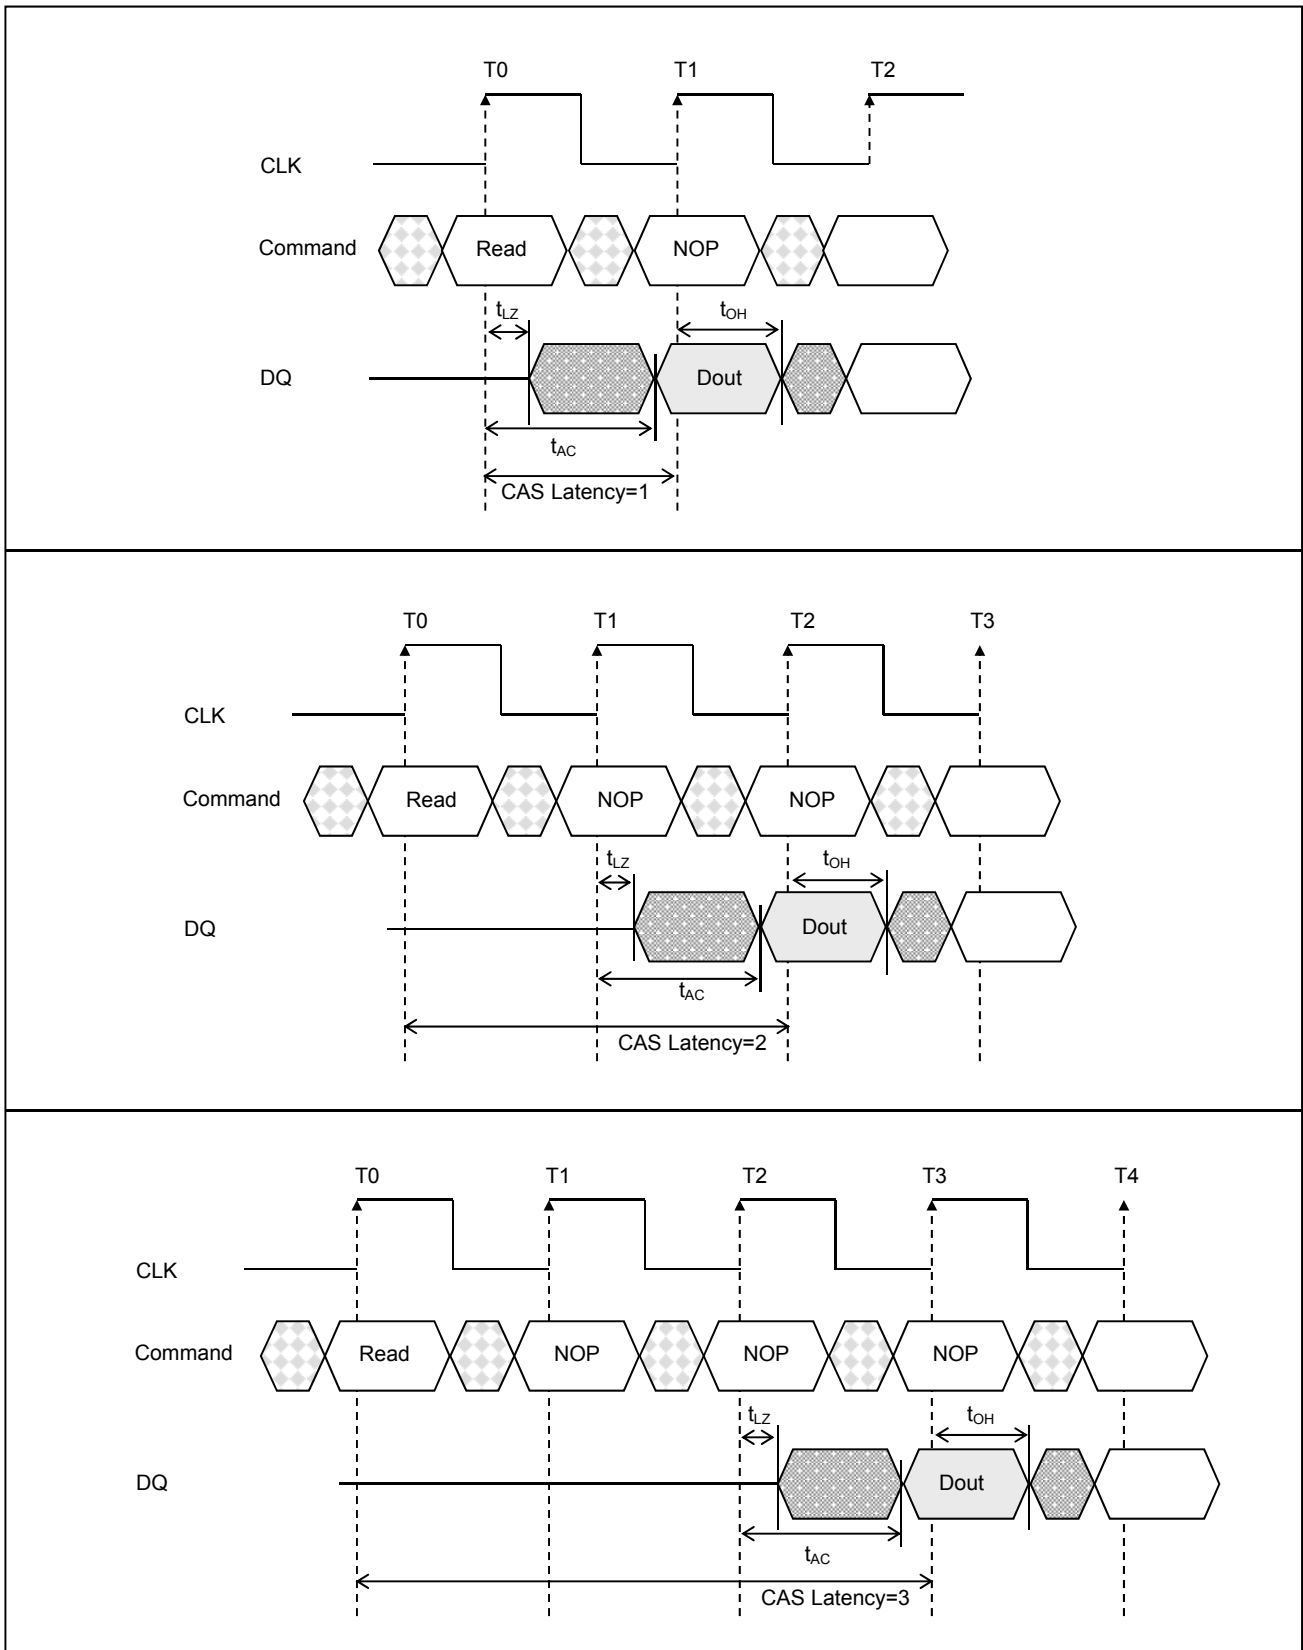 T0 T1 T2
CLK
Command Read NOP
tLZ tOH
DQ Dout
tAC
CAS Latency=1
T0 T1 T2 T3
CLK
Command Read NOP NOP
tLZ tOH
DQ Dout
tAC
CAS Latency=2
T0 T1 T2 T3 T4
CLK
Command Read NOP NOP NOP
tLZ tOH
DQ Dout
tAC
CAS Latency=3